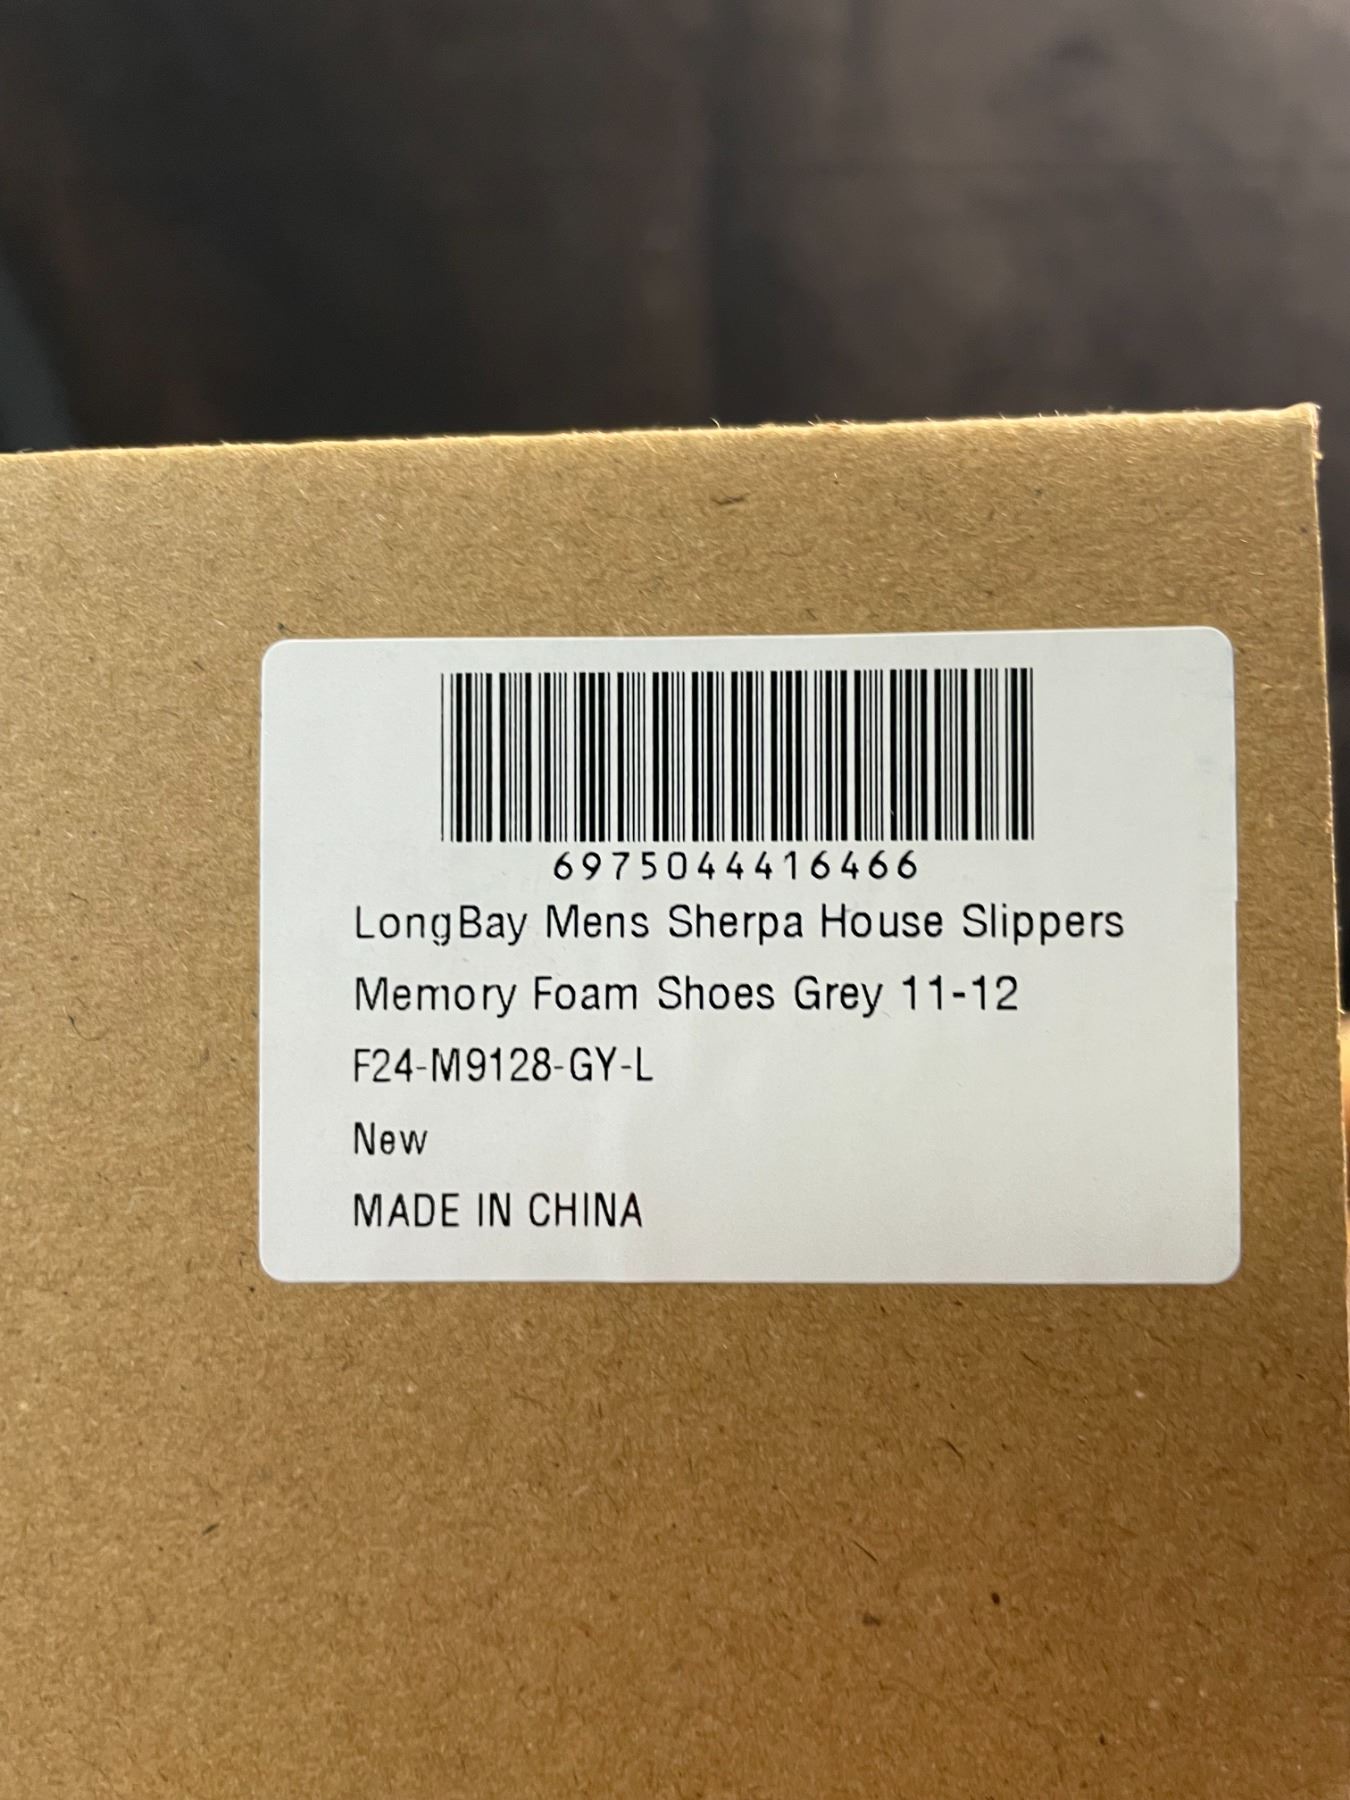 6975044416466
LongBay Mens Sherpa House Slippers
Memory Foam Shoes Grey 11-12
F24-M9128-GY-L
New
MADE IN CHINA